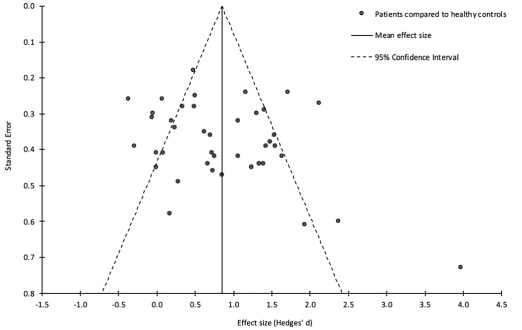 0.0
0.1
0.2
0.3
0.4
0.5
0.6
0.7
0.8
Standard Error
Patients compared to healthy controls
Mean effect size
95% Confidence Interval
-1.5 -1.0 -0.5 0.0 0.5 1.0 1.5 2.0 2.5 3.0 3.5 4.0 4.5
Effect size (Hedges' d)